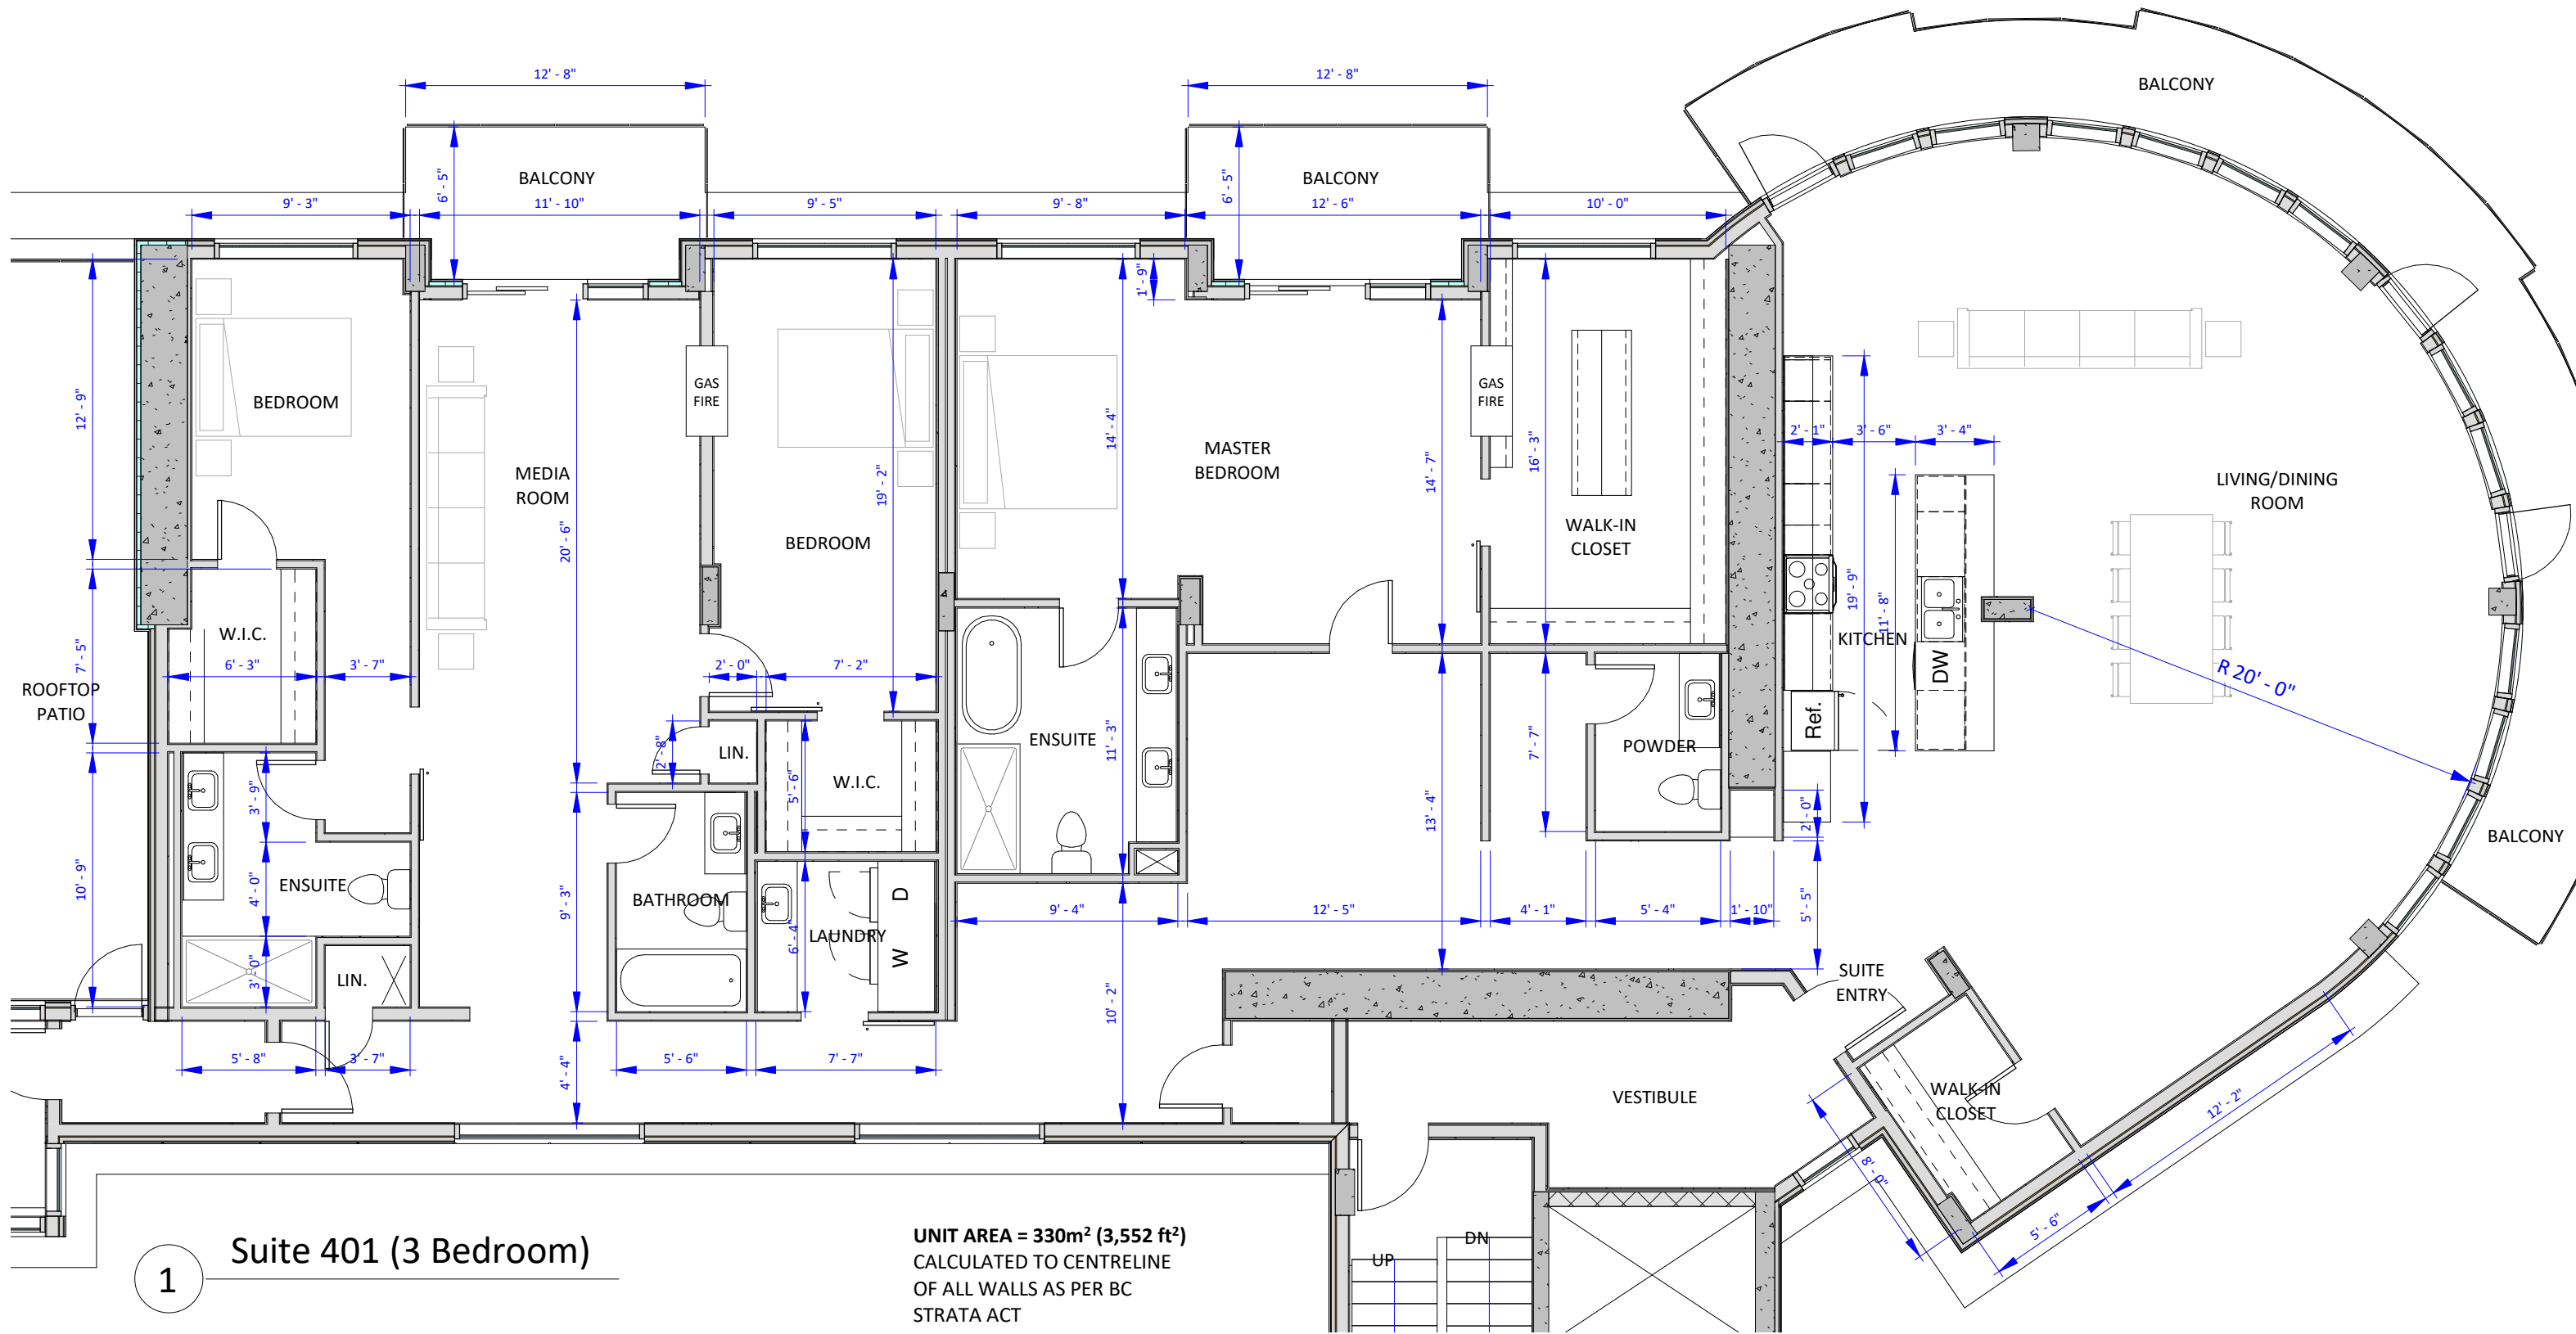 12' - 8"
12' - 8"
BALCONY
6' - 5"
BALCONY
6' - 5"
BALCONY
9' - 3"
11' - 10"
9' - 5"
9' - 8"
12' - 6"
10' - 0"
1' - 9"
12' - 9"
BEDROOM
GAS
FIRE
GAS
FIRE
14' - 4"
MASTER
BEDROOM
14' - 7"
16' - 3"
2' - 1"
3' - 6"
3' - 4"
MEDIA
ROOM
19' - 2"
LIVING/DINING
ROOM
20' - 6"
BEDROOM
WALK-IN
CLOSET
19' - 9"
11' - 8"
KITCHEN
7' - 5"
W.I.C.
6' - 3"
3' - 7"
2' - 0"
7' - 2"
DW
R 20' - 0"
ROOFTOP
PATIO
Ref.
2' - 8"
LIN.
ENSUITE
11' - 3"
7' - 7"
POWDER
5' - 6"
W.I.C.
3' - 9"
13' - 4"
2' - 0"
BALCONY
10' - 9"
4' - 0"
ENSUITE
9' - 3"
BATHROOM
D
9' - 4"
12' - 5"
4' - 1"
5' - 4"
1' - 10"
5' - 5"
6' - 4"
LAUNDRY
W
3' - 0"
LIN.
SUITE
ENTRY
10' - 2"
5' - 8"
3' - 7"
4' - 4"
5' - 6"
7' - 7"
VESTIBULE
WALK-IN
CLOSET
12' - 2"
8' - 0"
5' - 6"
1
Suite 401 (3 Bedroom)
UNIT AREA = 330m² (3,552 ft²)
CALCULATED TO CENTRELINE
OF ALL WALLS AS PER BC
STRATA ACT
UP
DN